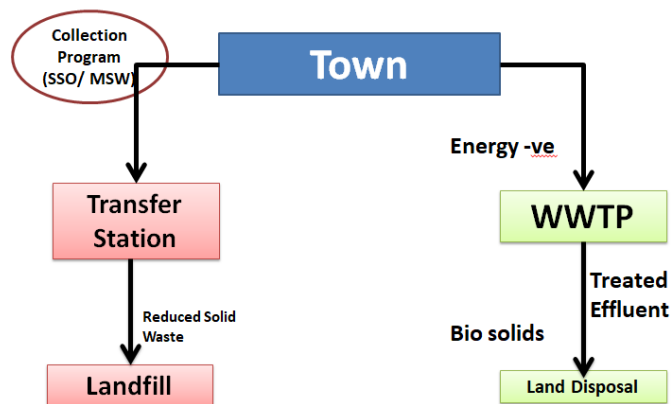 Collection
Program
(SSO/ MSW)
Town
Energy -ve
Transfer
Station
WWTP
Treated
Effluent
Reduced Solid
Waste
Bio solids
Landfill
Land Disposal